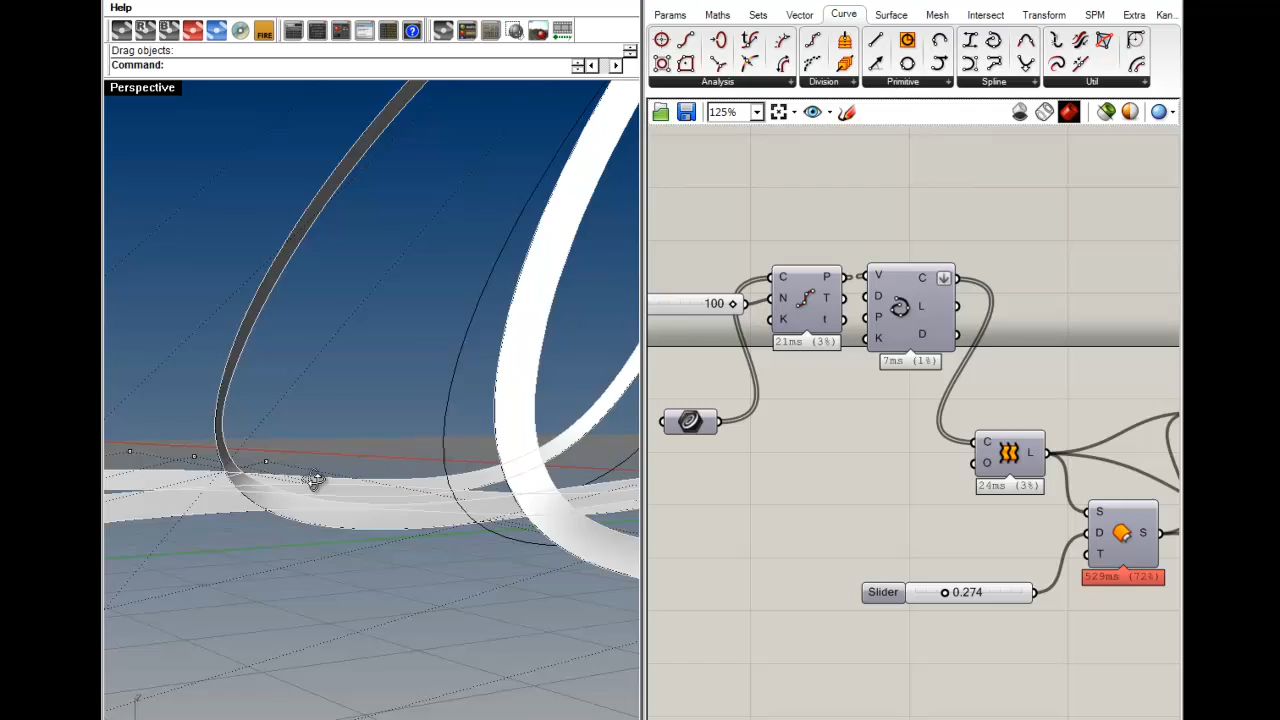 Help
Params Maths Sets Vector Curve Surface Mesh Intersect Transform SPM Extra Kan...
FIRE
Drag objects:
Command:
Analysis Division Primitive Spline Util
Perspective
125%
C P V C
100 N T D L
K t P
K D
21ms (3%)
7ms (1%)
C L
O
24ms (3%)
S
D S
T
529ms (72%)
Slider 0.274